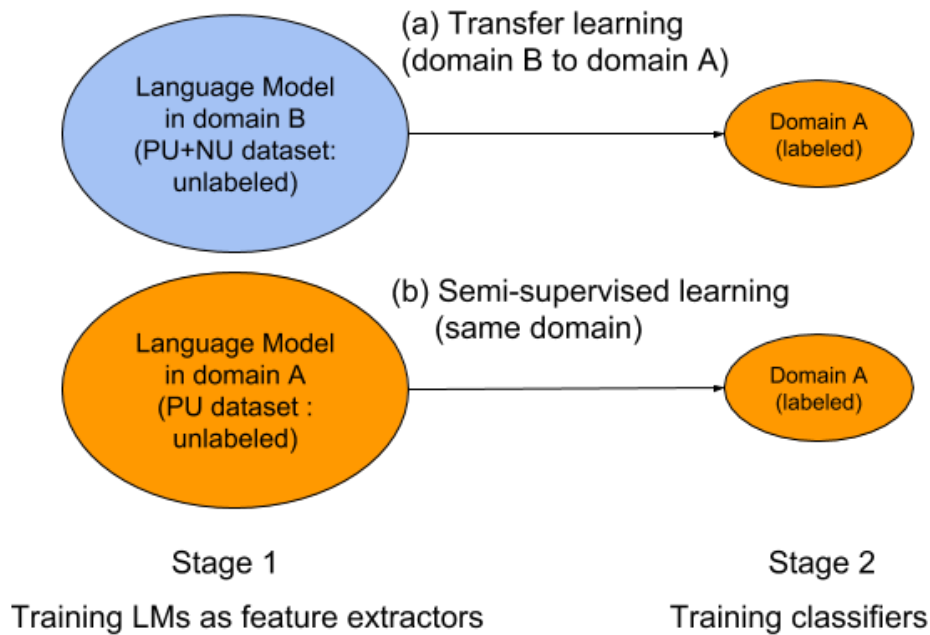 (a) Transfer learning
(domain B to domain A)
Language Model
in domain B
(PU+NU dataset:
unlabeled)
Domain A
(labeled)
(b) Semi-supervised learning
(same domain)
Language Model
in domain A
(PU dataset :
unlabeled)
Domain A
(labeled)
Stage 1
Stage 2
Training LMs as feature extractors
Training classifiers